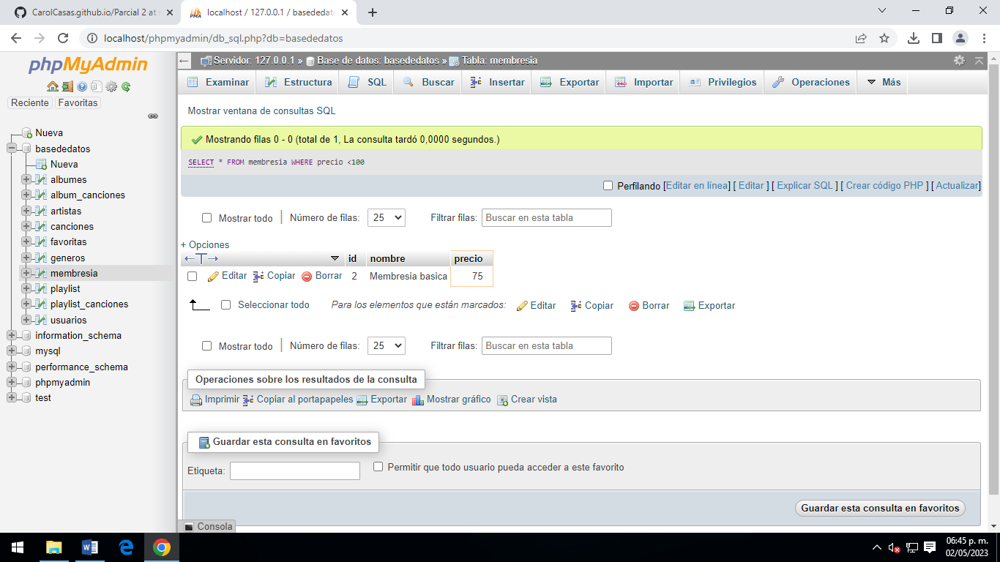 CarolCasas.github.io/Parcial 2 at
localhost / 127.0.0.1 / basededato
localhost/phpmyadmin/db_sql.php?db=basededatos
phpMyAdmin
Reciente Favoritas
Nueva
basededatos
Nueva
albumes
album_canciones
artistas
canciones
favoritas
generos
membresia
playlist
playlist_canciones
usuarios
information_schema
mysql
performance_schema
phpmyadmin
test
Servidor: 127.0.0.1 » Base de datos: basededatos » Tabla: membresia
Examinar Estructura SQL Buscar Insertar Exportar Importar Privilegios Operaciones Más
Mostrar ventana de consultas SQL
Mostrando filas 0 - 0 (total de 1, La consulta tardó 0,0000 segundos.)
SELECT * FROM membresia WHERE precio <100
Perfilando [Editar en línea] [ Editar ] [ Explicar SQL ] [ Crear código PHP ] [ Actualizar]
Mostrar todo | Número de filas: 25 Filtrar filas: Buscar en esta tabla
+ Opciones
←T→ id nombre precio
Editar Copiar Borrar 2 Membresia basica 75
Seleccionar todo Para los elementos que están marcados: Editar Copiar Borrar Exportar
Mostrar todo | Número de filas: 25 Filtrar filas: Buscar en esta tabla
Operaciones sobre los resultados de la consulta
Imprimir Copiar al portapapeles Exportar Mostrar gráfico Crear vista
Guardar esta consulta en favoritos
Etiqueta: Permitir que todo usuario pueda acceder a este favorito
Guardar esta consulta en favoritos
Consola
06:45 p. m.
02/05/2023